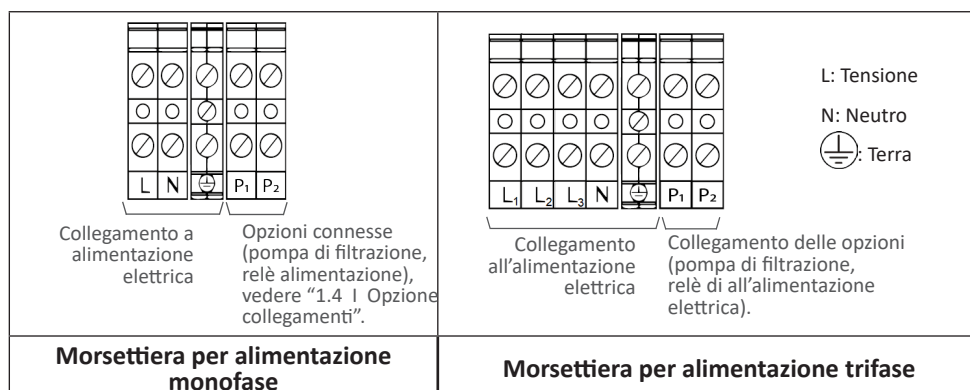 L N P₁ P₂
Collegamento a
alimentazione
elettrica
Opzioni connesse
(pompa di filtrazione,
relè alimentazione),
vedere “1.4 I Opzione
collegamenti”.
Morsettiera per alimentazione
monofase
L₁ L₂ L₃ N P₁ P₂
Collegamento
all’alimentazione
elettrica
Collegamento delle opzioni
(pompa di filtrazione,
relè di all’alimentazione
elettrica).
L: Tensione
N: Neutro
: Terra
Morsettiera per alimentazione trifase